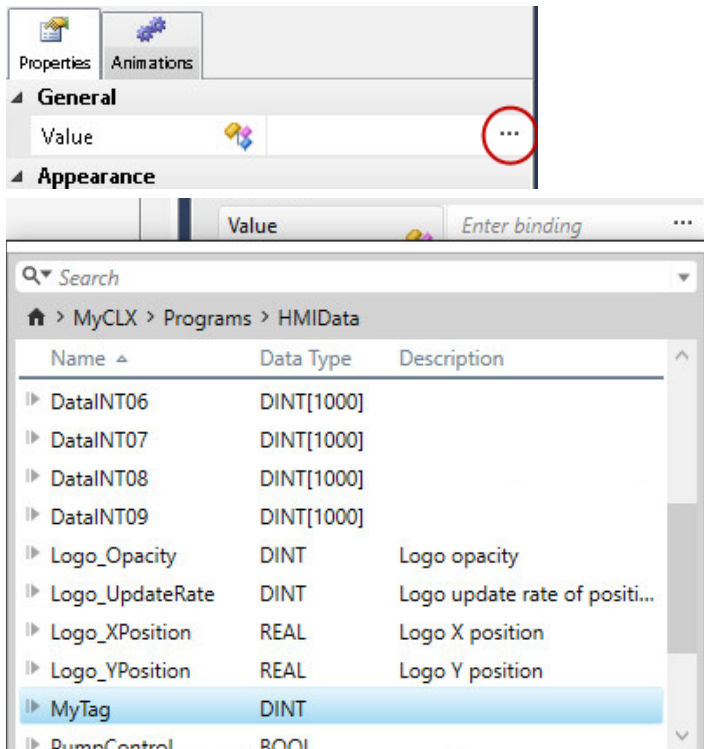 Properties Animations
General
Value ...
Appearance
Value Enter binding ...
Search
> MyCLX > Programs > HMIData
Name Data Type Description
DataINT06 DINT[1000]
DataINT07 DINT[1000]
DataINT08 DINT[1000]
DataINT09 DINT[1000]
Logo_Opacity DINT Logo opacity
Logo_UpdateRate DINT Logo update rate of positi...
Logo_XPosition REAL Logo X position
Logo_YPosition REAL Logo Y position
MyTag DINT
PumpControl BOOL